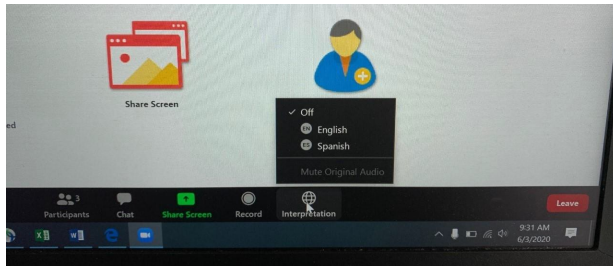 Share Screen
ed
Off
EN English
ES Spanish
Mute Original Audio
3
Participants
Chat
Share Screen
Record
Interpretation
Leave
9:31 AM
6/3/2020